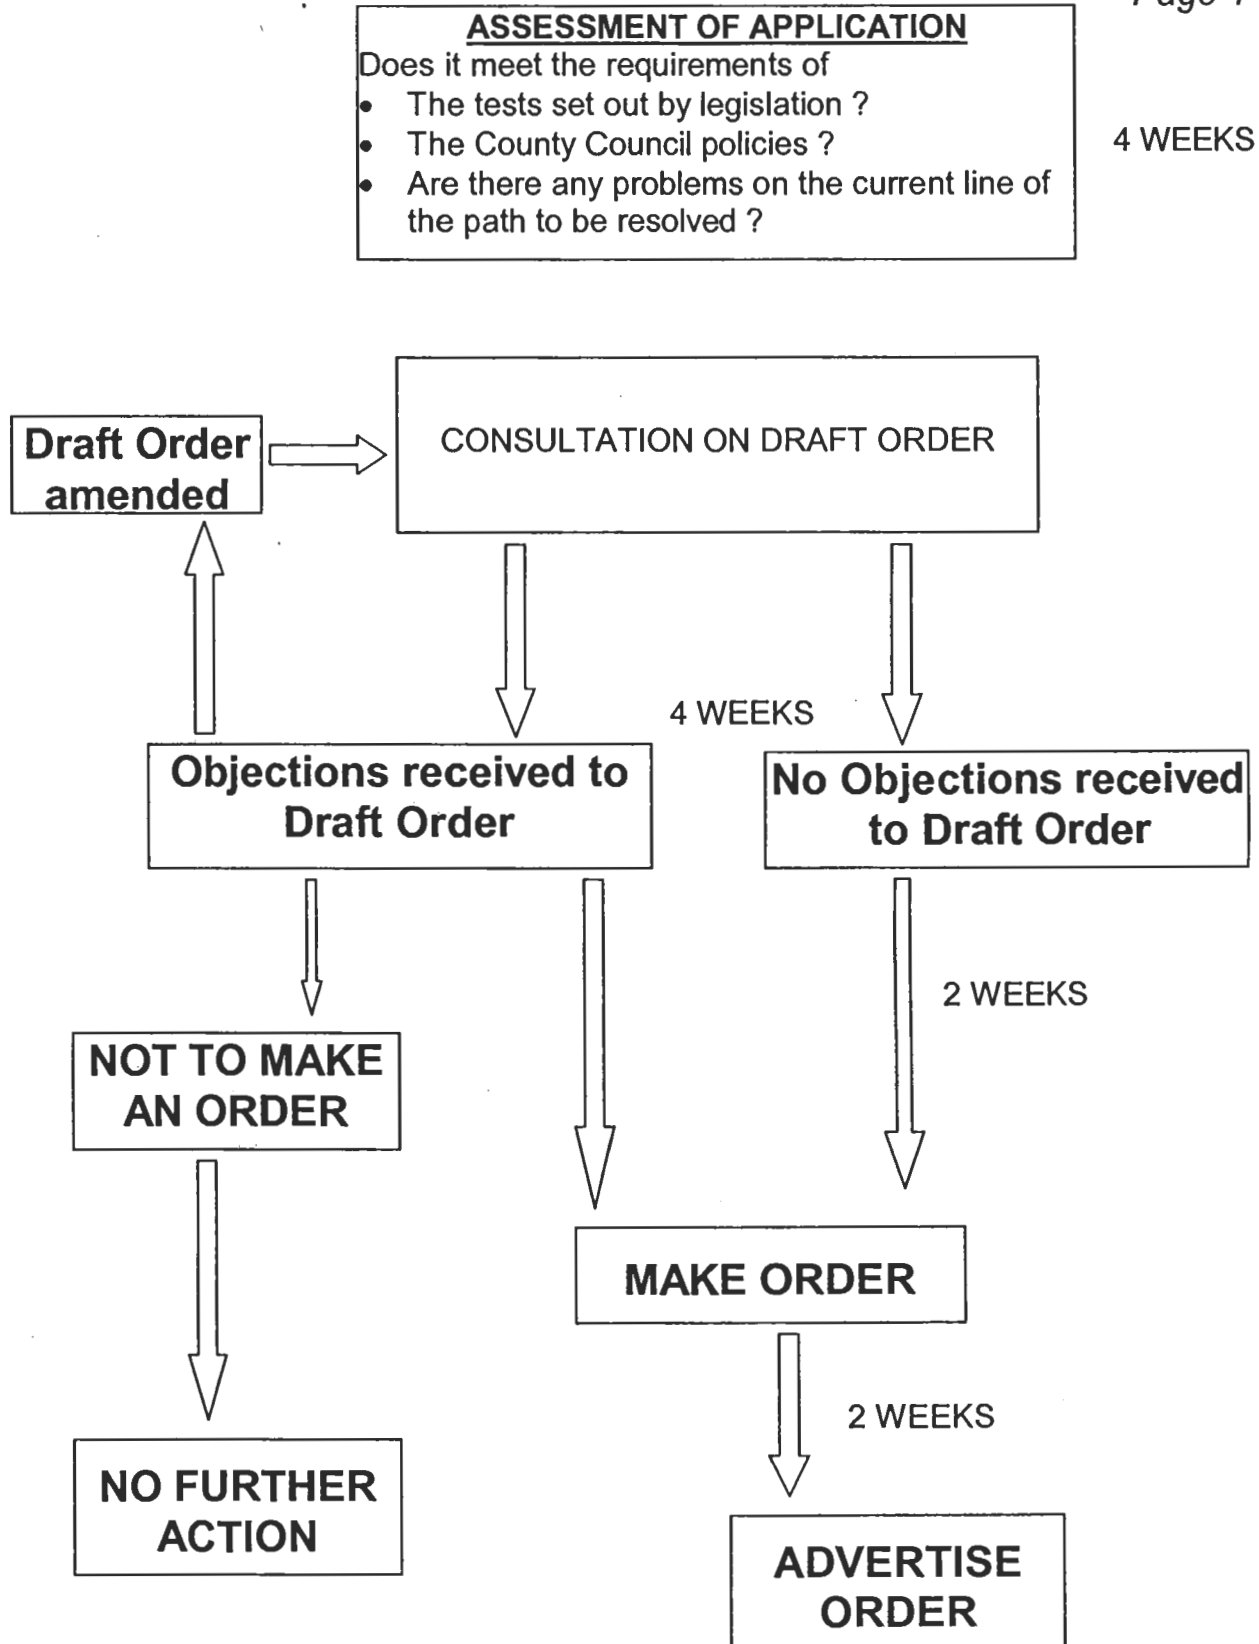 Page 1
ASSESSMENT OF APPLICATION
Does it meet the requirements of
• The tests set out by legislation ?
• The County Council policies ?
• Are there any problems on the current line of
the path to be resolved ?
4 WEEKS
Draft Order
amended
CONSULTATION ON DRAFT ORDER
4 WEEKS
Objections received to
Draft Order
No Objections received
to Draft Order
2 WEEKS
NOT TO MAKE
AN ORDER
MAKE ORDER
2 WEEKS
NO FURTHER
ACTION
ADVERTISE
ORDER